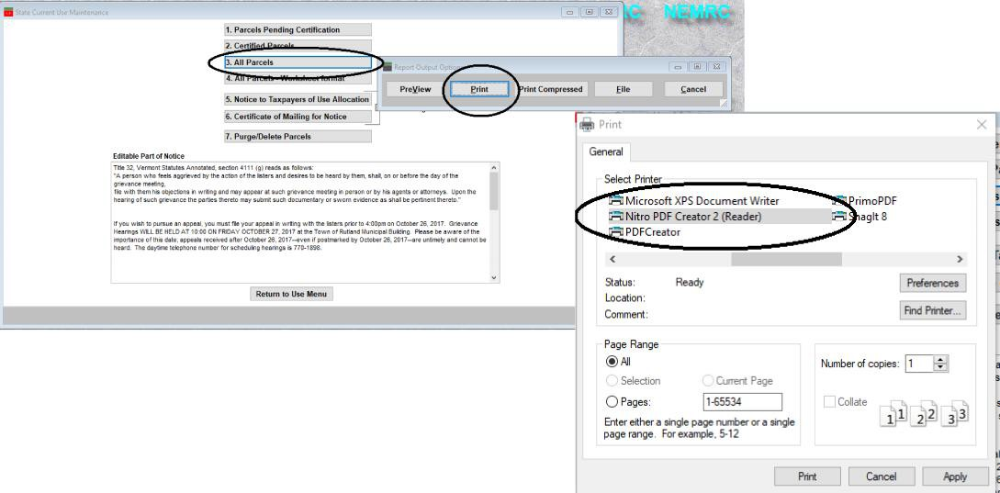 State Current Use Maintenance
NEMRC
1. Parcels Pending Certification
2. Certified Parcels
3. All Parcels
4. All Parcels - Worksheet format
5. Notice to Taxpayers of Use Allocation
6. Certificate of Mailing for Notice
7. Purge/Delete Parcels
Report Output Options
PreView Print Print Compressed File Cancel
Editable Part of Notice
Title 32, Vermont Statutes Annotated, section 4111 (g) reads as follows:
"A person who feels aggrieved by the action of the listers and desires to be heard by them, shall, on or before the day of the
grievance meeting,
file with them his objections in writing and may appear at such grievance meeting in person or by his agents or attorneys. Upon the
hearing of such grievance the parties thereto may submit such documentary or sworn evidence as shall be pertinent thereto."
If you wish to pursue an appeal, you must file your appeal in writing with the listers prior to 4:00pm on October 26, 2017. Grievance
Hearings WILL BE HELD AT 10:00 ON FRIDAY OCTOBER 27, 2017 at the Town of Rutland Municipal Building. Please be aware of the
importance of this date; appeals received after October 26, 2017--even if postmarked by October 26, 2017--are untimely and cannot be
heard. The daytime telephone number for scheduling hearings is 770-1898.
Return to Use Menu
Print
General
Select Printer
Microsoft XPS Document Writer PrimoPDF
Nitro PDF Creator 2 (Reader) SnagIt 8
PDFCreator
Status: Ready
Preferences
Location:
Comment:
Find Printer...
Page Range
All
Selection Current Page
Pages: 1-65534
Enter either a single page number or a single
page range. For example, 5-12
Number of copies: 1
Collate
1 1 2 2 3 3
Print Cancel Apply